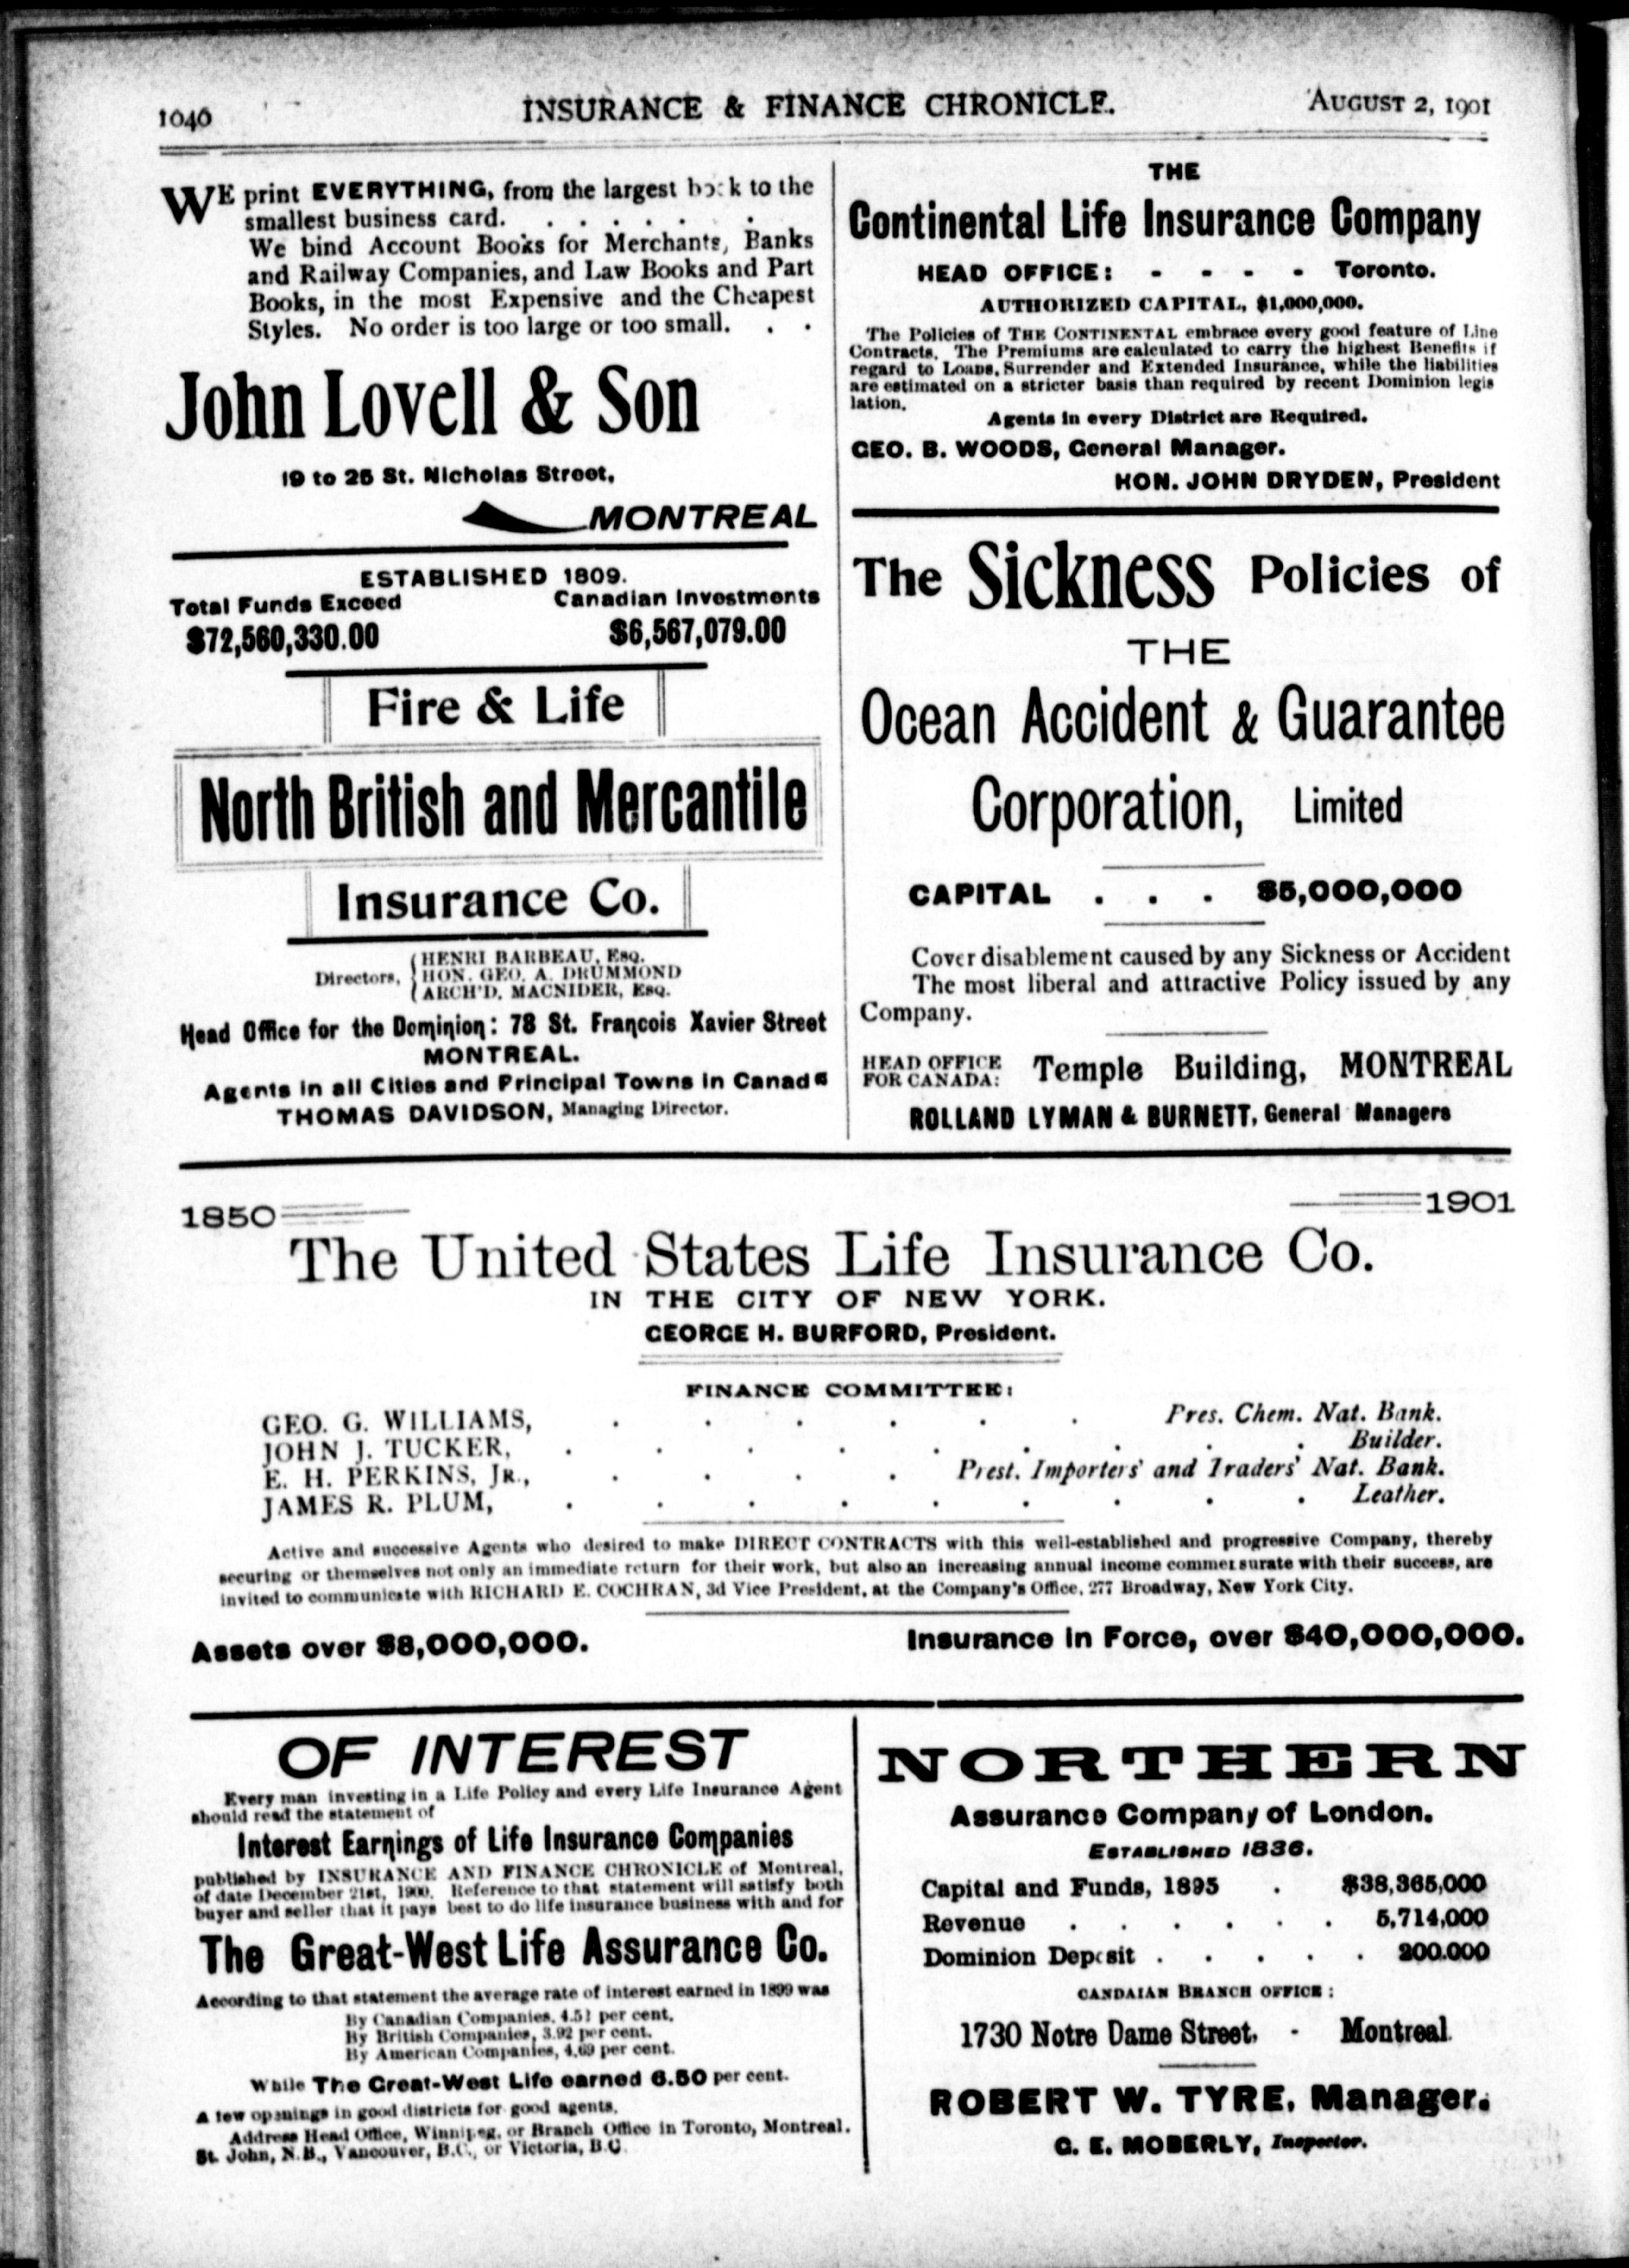 1040
INSURANCE & FINANCE CHRONICLE.
AUGUST 2, 1901
WE print EVERYTHING, from the largest book to the
smallest business card. . . . . . .
We bind Account Books for Merchants, Banks
and Railway Companies, and Law Books and Part
Books, in the most Expensive and the Cheapest
Styles. No order is too large or too small. . .
John Lovell & Son
19 to 25 St. Nicholas Street,
MONTREAL
ESTABLISHED 1809.
Total Funds Exceed Canadian Investments
$72,560,330.00 $6,567,079.00
Fire & Life
North British and Mercantile
Insurance Co.
Directors, HENRI BARBEAU, ESQ.
HON. GEO. A. DRUMMOND
ARCH'D. MACNIDER, ESQ.
Head Office for the Dominion: 78 St. François Xavier Street
MONTREAL.
Agents in all Cities and Principal Towns in Canada
THOMAS DAVIDSON, Managing Director.
THE
Continental Life Insurance Company
HEAD OFFICE: - - - - Toronto.
AUTHORIZED CAPITAL, $1,000,000.
The Policies of THE CONTINENTAL embrace every good feature of Line
Contracts. The Premiums are calculated to carry the highest Benefits if
regard to Loans, Surrender and Extended Insurance, while the liabilities
are estimated on a stricter basis than required by recent Dominion legis
lation.
Agents in every District are Required.
GEO. B. WOODS, General Manager.
HON. JOHN DRYDEN, President
The Sickness Policies of
THE
Ocean Accident & Guarantee
Corporation, Limited
CAPITAL . . . $5,000,000
Cover disablement caused by any Sickness or Accident
The most liberal and attractive Policy issued by any
Company.
HEAD OFFICE
FOR CANADA: Temple Building, MONTREAL
ROLLAND LYMAN & BURNETT, General Managers
1850 1901
The United States Life Insurance Co.
IN THE CITY OF NEW YORK.
GEORGE H. BURFORD, President.
FINANCE COMMITTEE:
GEO. G. WILLIAMS, . . . . . . Pres. Chem. Nat. Bank.
JOHN J. TUCKER, . . . . . . . . . Builder.
E. H. PERKINS, JR., . . . . Prest. Importers' and Traders' Nat. Bank.
JAMES R. PLUM, . . . . . . . . . Leather.
Active and successive Agents who desired to make DIRECT CONTRACTS with this well-established and progressive Company, thereby
securing or themselves not only an immediate return for their work, but also an increasing annual income commensurate with their success, are
invited to communicate with RICHARD E. COCHRAN, 3d Vice President, at the Company's Office, 277 Broadway, New York City.
Assets over $8,000,000. Insurance in Force, over $40,000,000.
OF INTEREST
Every man investing in a Life Policy and every Life Insurance Agent
should read the statement of
Interest Earnings of Life Insurance Companies
published by INSURANCE AND FINANCE CHRONICLE of Montreal,
of date December 21st, 1900. Reference to that statement will satisfy both
buyer and seller that it pays best to do life insurance business with and for
The Great-West Life Assurance Co.
According to that statement the average rate of interest earned in 1899 was
By Canadian Companies, 4.51 per cent.
By British Companies, 3.92 per cent.
By American Companies, 4.69 per cent.
While The Great-West Life earned 6.50 per cent.
A few openings in good districts for good agents.
Address Head Office, Winnipeg, or Branch Office in Toronto, Montreal.
St. John, N.B., Vancouver, B.C., or Victoria, B.C.
NORTHERN
Assurance Company of London.
ESTABLISHED 1836.
Capital and Funds, 1895 . $38,365,000
Revenue . . . . . . 5,714,000
Dominion Deposit . . . . . 200.000
CANDAIAN BRANCH OFFICE:
1730 Notre Dame Street, - Montreal.
ROBERT W. TYRE, Manager.
G. E. MOBERLY, Inspector.